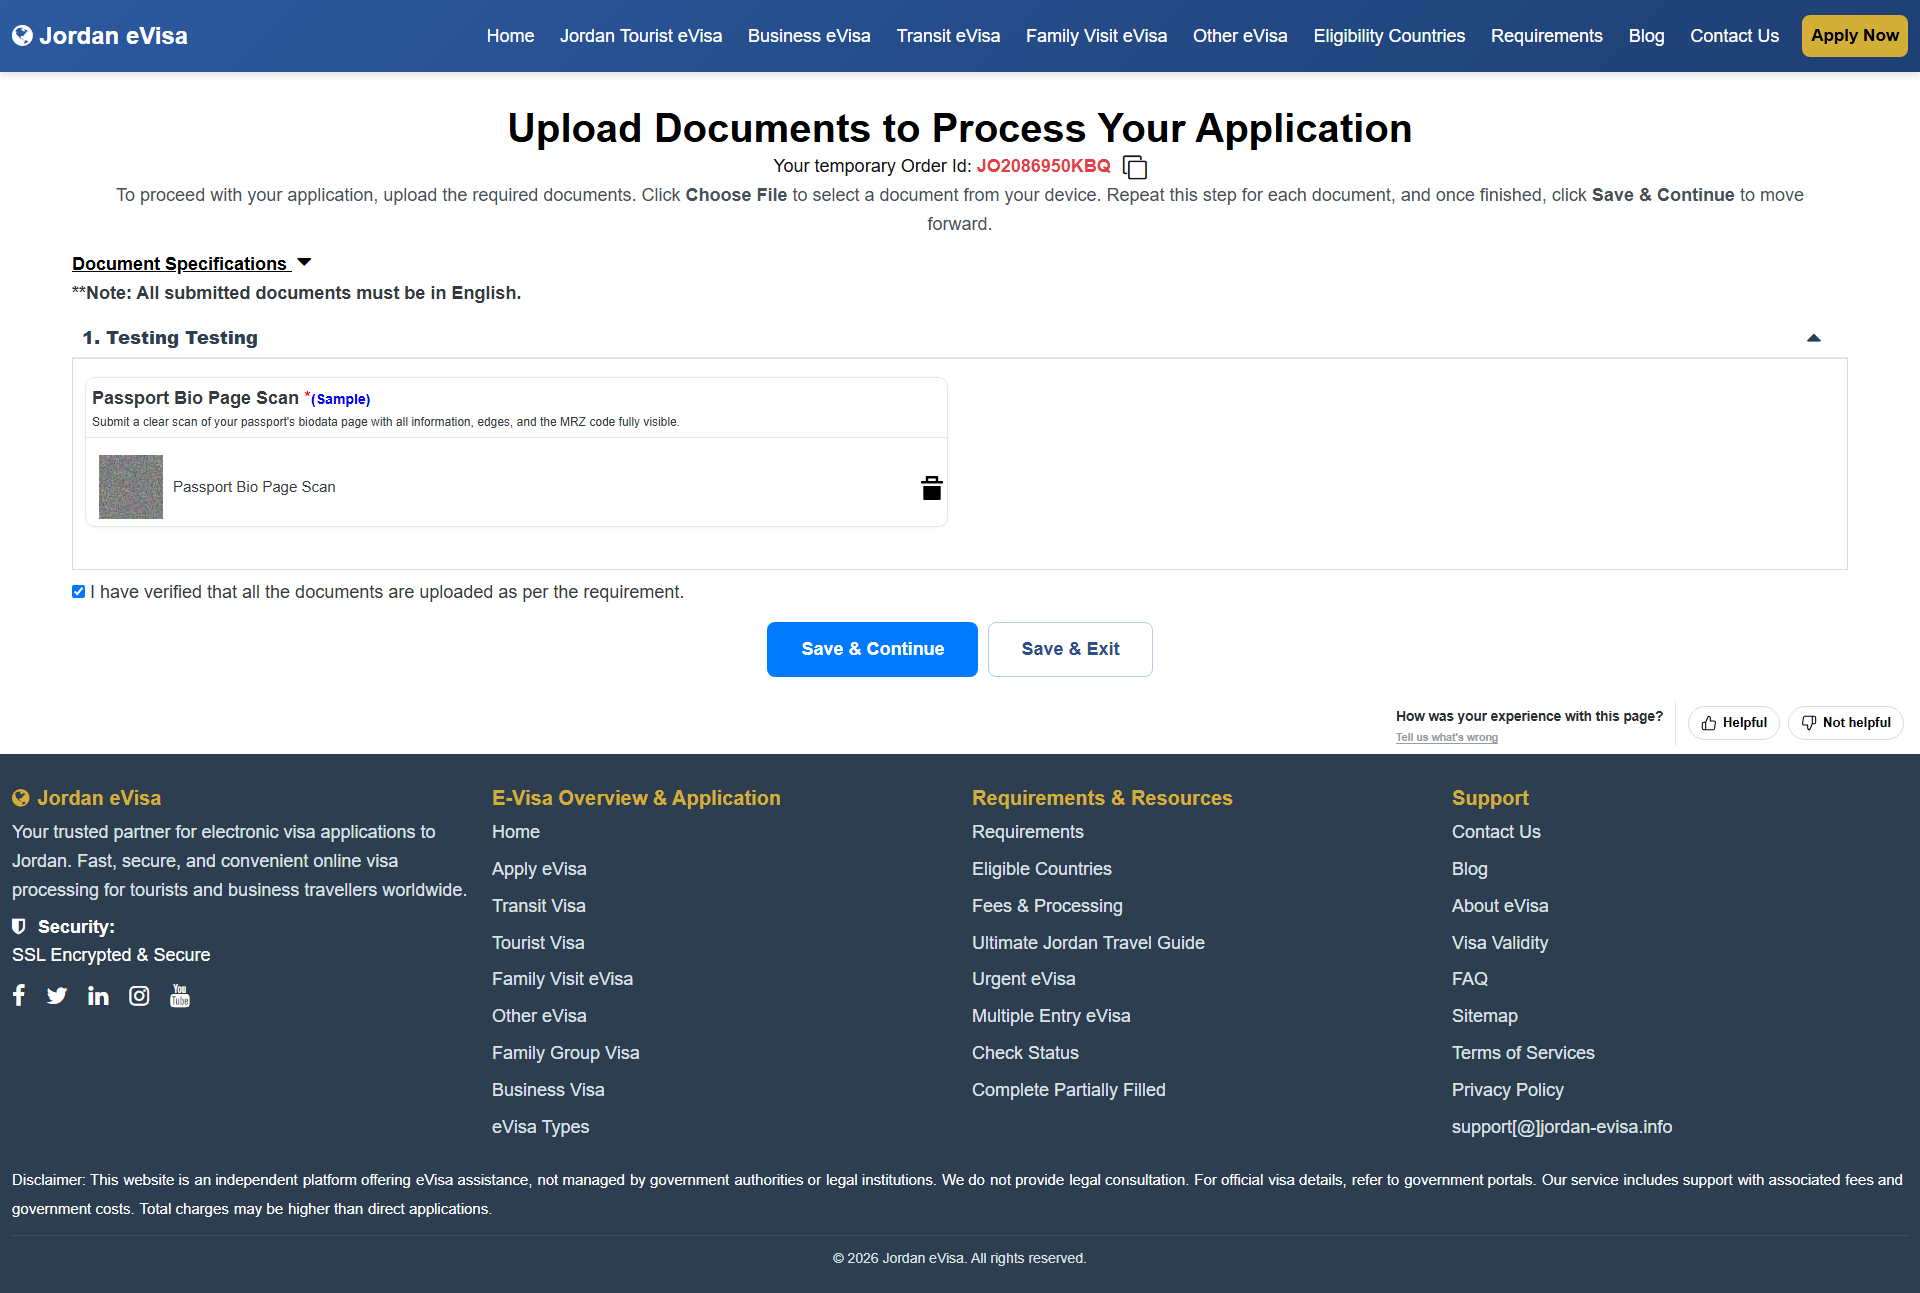 Jordan eVisa
Home
Jordan Tourist eVisa
Business eVisa
Transit eVisa
Family Visit eVisa
Other eVisa
Eligibility Countries
Requirements
Blog
Contact Us
Apply Now
Upload Documents to Process Your Application
Your temporary Order Id: JO2086950KBQ
To proceed with your application, upload the required documents. Click Choose File to select a document from your device. Repeat this step for each document, and once finished, click Save & Continue to move
forward.
Document Specifications
**Note: All submitted documents must be in English.
1. Testing Testing
Passport Bio Page Scan *(Sample)
Submit a clear scan of your passport's biodata page with all information, edges, and the MRZ code fully visible.
Passport Bio Page Scan
I have verified that all the documents are uploaded as per the requirement.
Save & Continue
Save & Exit
How was your experience with this page?
Tell us what's wrong
Helpful
Not helpful
Jordan eVisa
Your trusted partner for electronic visa applications to
Jordan. Fast, secure, and convenient online visa
processing for tourists and business travellers worldwide.
Security:
SSL Encrypted & Secure
You
Tube
E-Visa Overview & Application
Home
Apply eVisa
Transit Visa
Tourist Visa
Family Visit eVisa
Other eVisa
Family Group Visa
Business Visa
eVisa Types
Requirements & Resources
Requirements
Eligible Countries
Fees & Processing
Ultimate Jordan Travel Guide
Urgent eVisa
Multiple Entry eVisa
Check Status
Complete Partially Filled
Support
Contact Us
Blog
About eVisa
Visa Validity
FAQ
Sitemap
Terms of Services
Privacy Policy
support[@]jordan-evisa.info
Disclaimer: This website is an independent platform offering eVisa assistance, not managed by government authorities or legal institutions. We do not provide legal consultation. For official visa details, refer to government portals. Our service includes support with associated fees and
government costs. Total charges may be higher than direct applications.
© 2026 Jordan eVisa. All rights reserved.